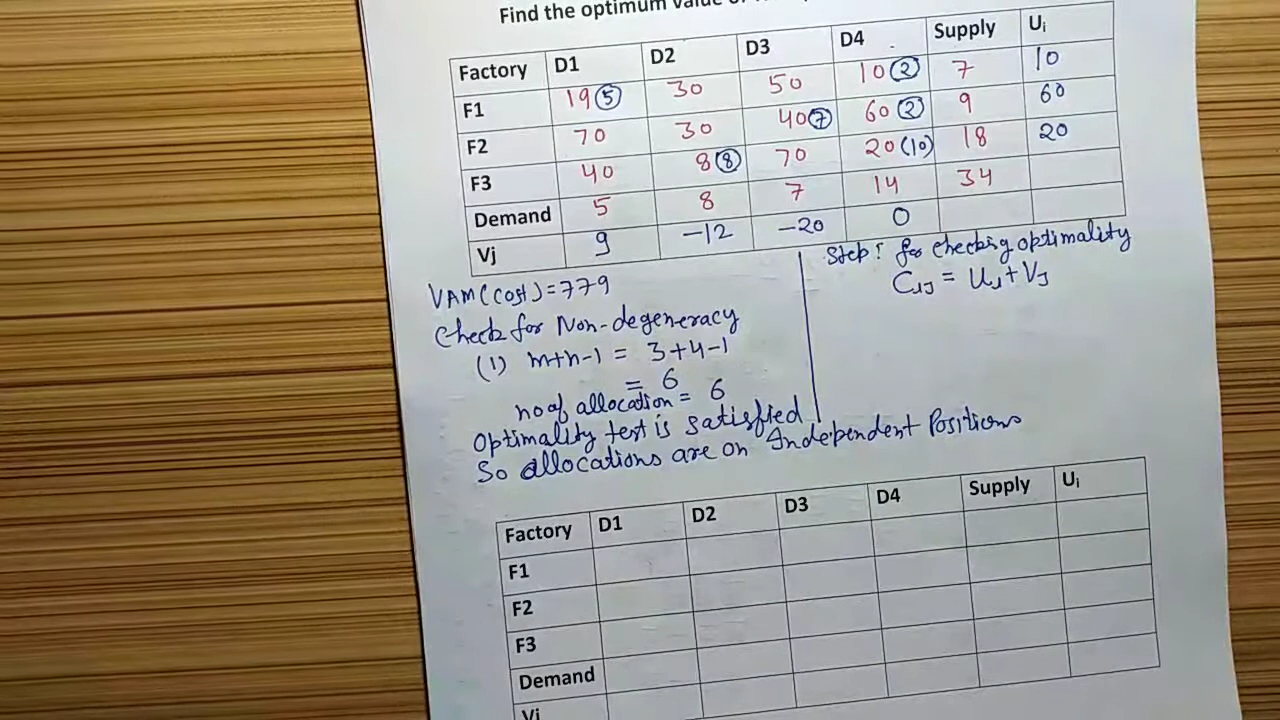 Find the optimum value of
Factory D1 D2 D3 D4 Supply Ui
F1 19 (5) 30 50 10 (2) 7 10
F2 70 30 40 (7) 60 (2) 9 60
F3 40 8 (8) 70 20 (10) 18 20
Demand 5 8 7 14 34
Vj 9 -12 -20 0
VAM (cost) = 779
Check for Non-degeneracy
(1) m+n-1 = 3+4-1
= 6
no of allocation = 6
Optimality test is satisfied
So allocations are on Independent Positions
Step: for checking optimality
CIJ = UI + VJ
Factory D1 D2 D3 D4 Supply Ui
F1
F2
F3
Demand
Vj